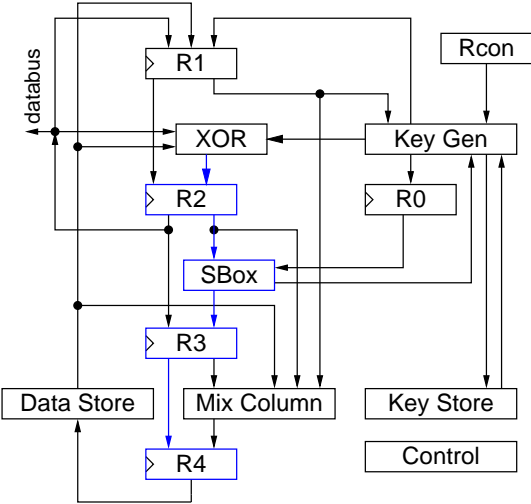 R1
Rcon
databus
XOR
Key Gen
R2
R0
SBox
R3
Data Store
Mix Column
Key Store
R4
Control